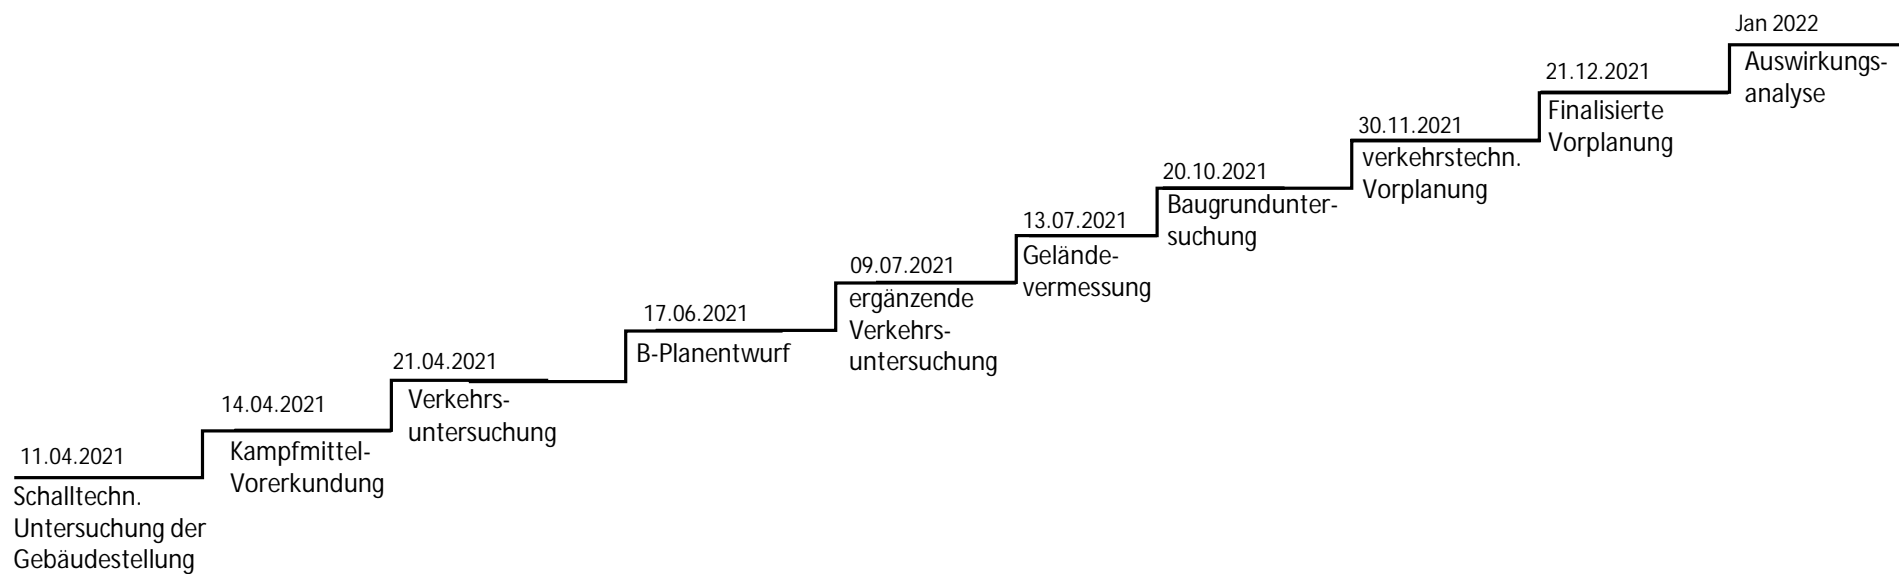 11.04.2021
Schalltechn.
Untersuchung der
Gebäudestellung
14.04.2021
Kampfmittel-
Vorerkundung
21.04.2021
Verkehrs-
untersuchung
17.06.2021
B-Planentwurf
09.07.2021
ergänzende
Verkehrs-
untersuchung
13.07.2021
Gelände-
vermessung
20.10.2021
Baugrundunter-
suchung
30.11.2021
verkehrstechn.
Vorplanung
21.12.2021
Finalisierte
Vorplanung
Jan 2022
Auswirkungs-
analyse